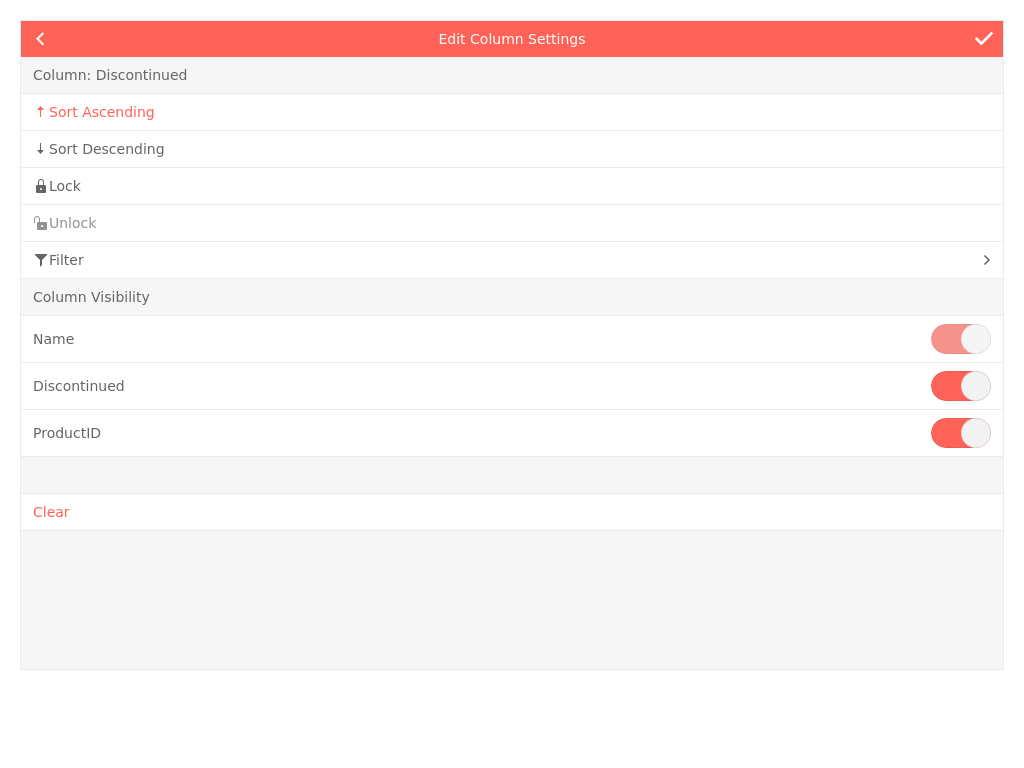 Edit Column Settings
Column: Discontinued
Sort Ascending
Sort Descending
Lock
Unlock
Filter
Column Visibility
Name
Discontinued
ProductID
Clear